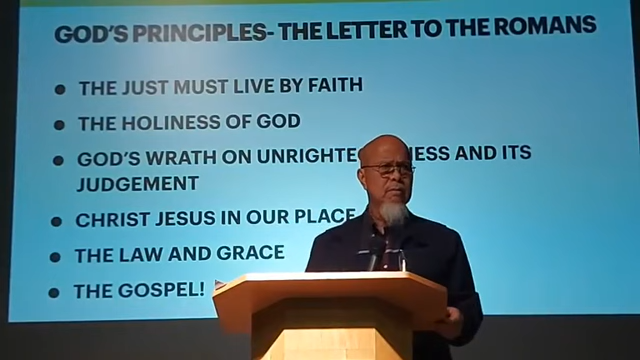 GOD'S PRINCIPLES- THE LETTER TO THE ROMANS
THE JUST MUST LIVE BY FAITH
THE HOLINESS OF GOD
GOD'S WRATH ON AND ITS
JUDGEMENT
CHRIST JESUS IN OUR PLACE
THE LAW AND GRACE
THE GOSPEL!